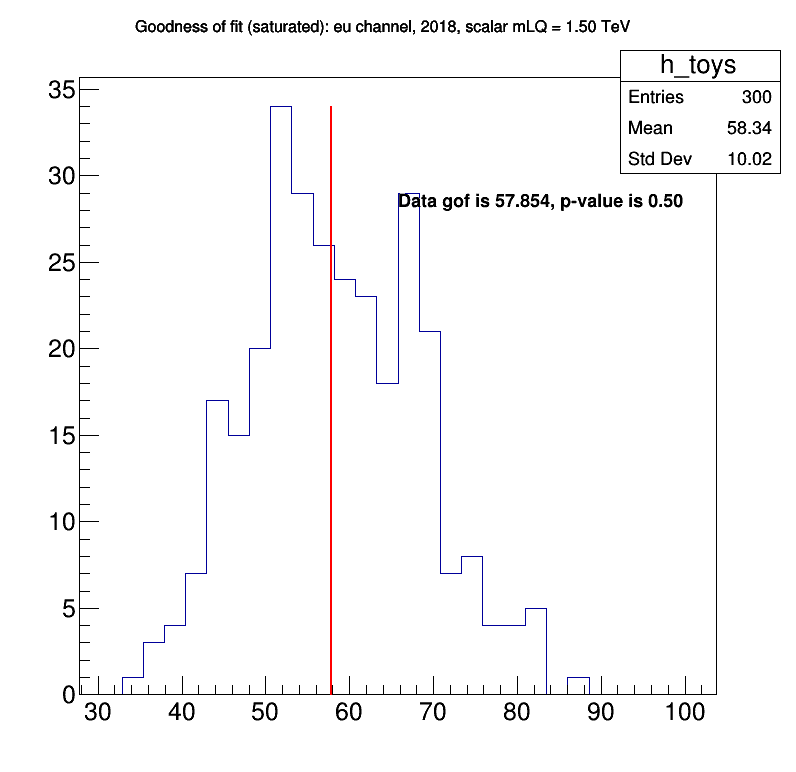 Goodness of fit (saturated): eu channel, 2018, scalar mLQ = 1.50 TeV
h_toys
Entries 300
Mean 58.34
Std Dev 10.02
Data gof is 57.854, p-value is 0.50
35
30
25
20
15
10
5
0
30 40 50 60 70 80 90 100